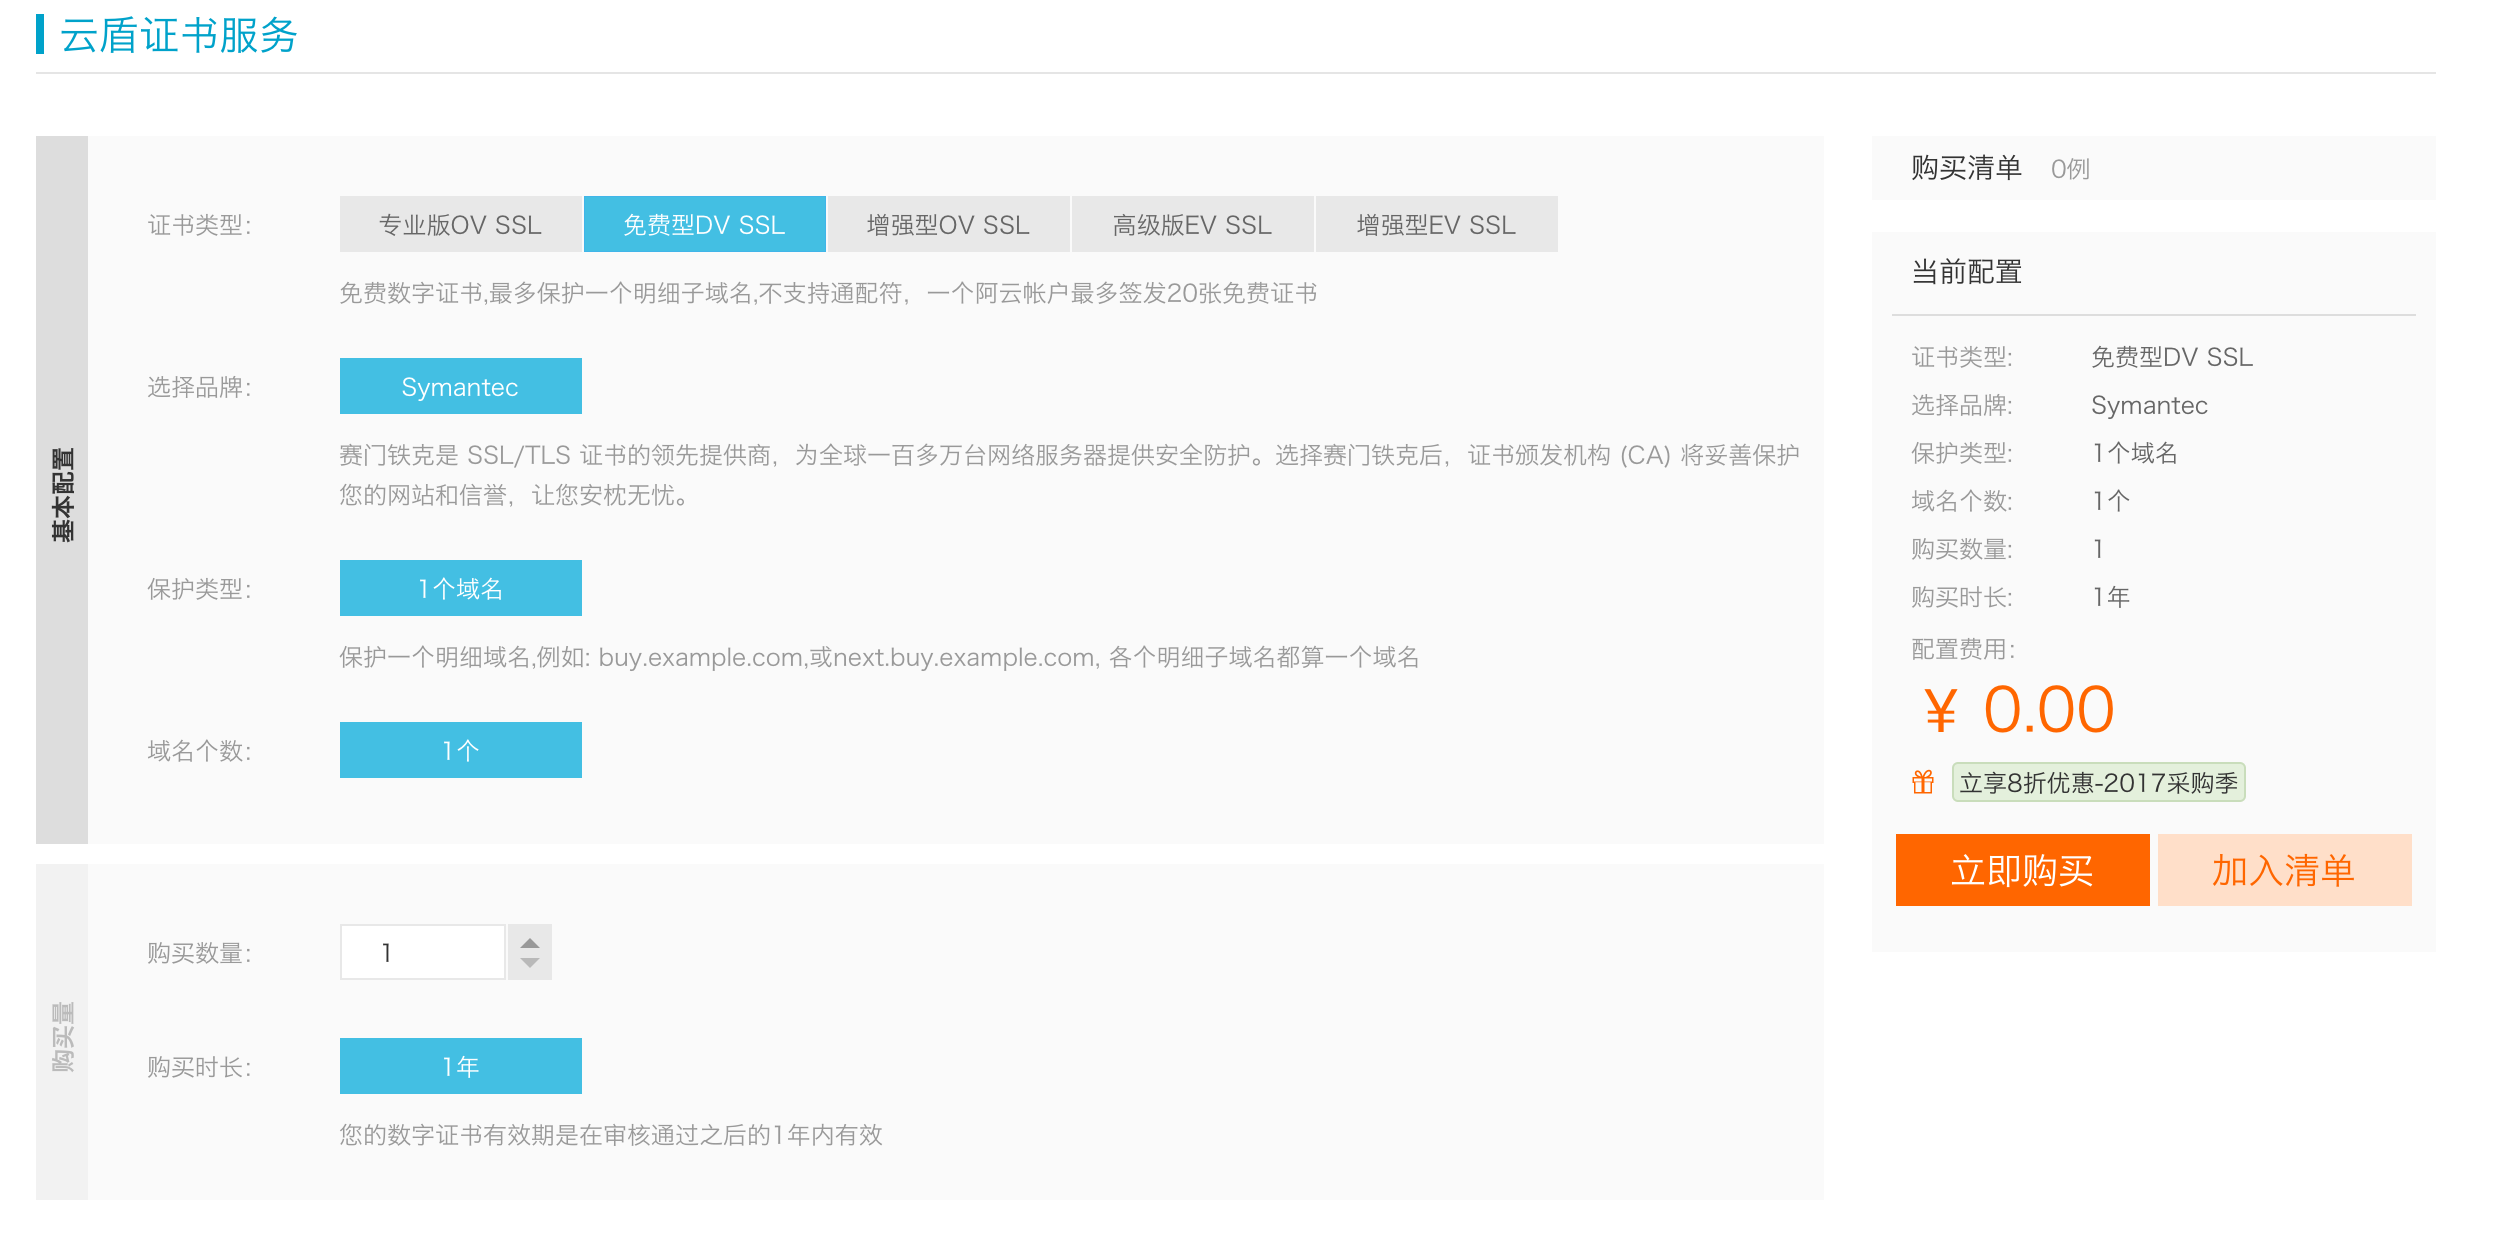 云盾证书服务
基本配置
证书类型:
专业版OV SSL
免费型DV SSL
增强型OV SSL
高级版EV SSL
增强型EV SSL
免费数字证书,最多保护一个明细子域名,不支持通配符，一个阿云帐户最多签发20张免费证书
选择品牌:
Symantec
赛门铁克是 SSL/TLS 证书的领先提供商，为全球一百多万台网络服务器提供安全防护。选择赛门铁克后，证书颁发机构 (CA) 将妥善保护
您的网站和信誉，让您安枕无忧。
保护类型:
1个域名
保护一个明细域名,例如: buy.example.com,或next.buy.example.com, 各个明细子域名都算一个域名
域名个数:
1个
购买量
购买数量:
1
购买时长:
1年
您的数字证书有效期是在审核通过之后的1年内有效
购买清单 0例
当前配置
证书类型: 免费型DV SSL
选择品牌: Symantec
保护类型: 1个域名
域名个数: 1个
购买数量: 1
购买时长: 1年
配置费用:
¥ 0.00
立享8折优惠-2017采购季
立即购买
加入清单